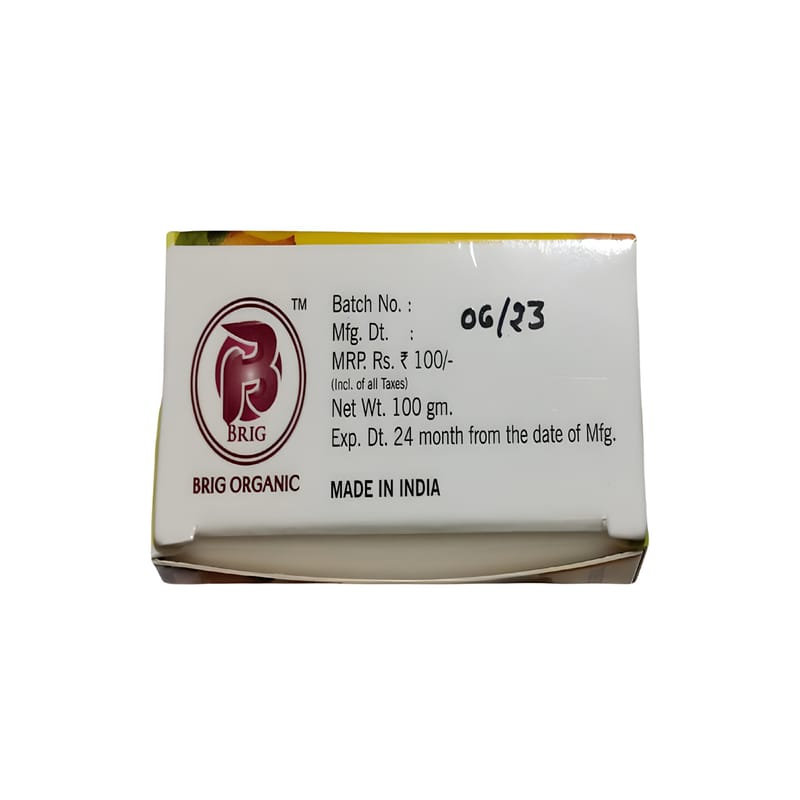 TM
Batch No. :
Mfg. Dt. : 06/23
MRP. Rs. ₹ 100/-
(Incl. of all Taxes)
Net Wt. 100 gm.
Exp. Dt. 24 month from the date of Mfg.
MADE IN INDIA
B
BRIG
BRIG ORGANIC